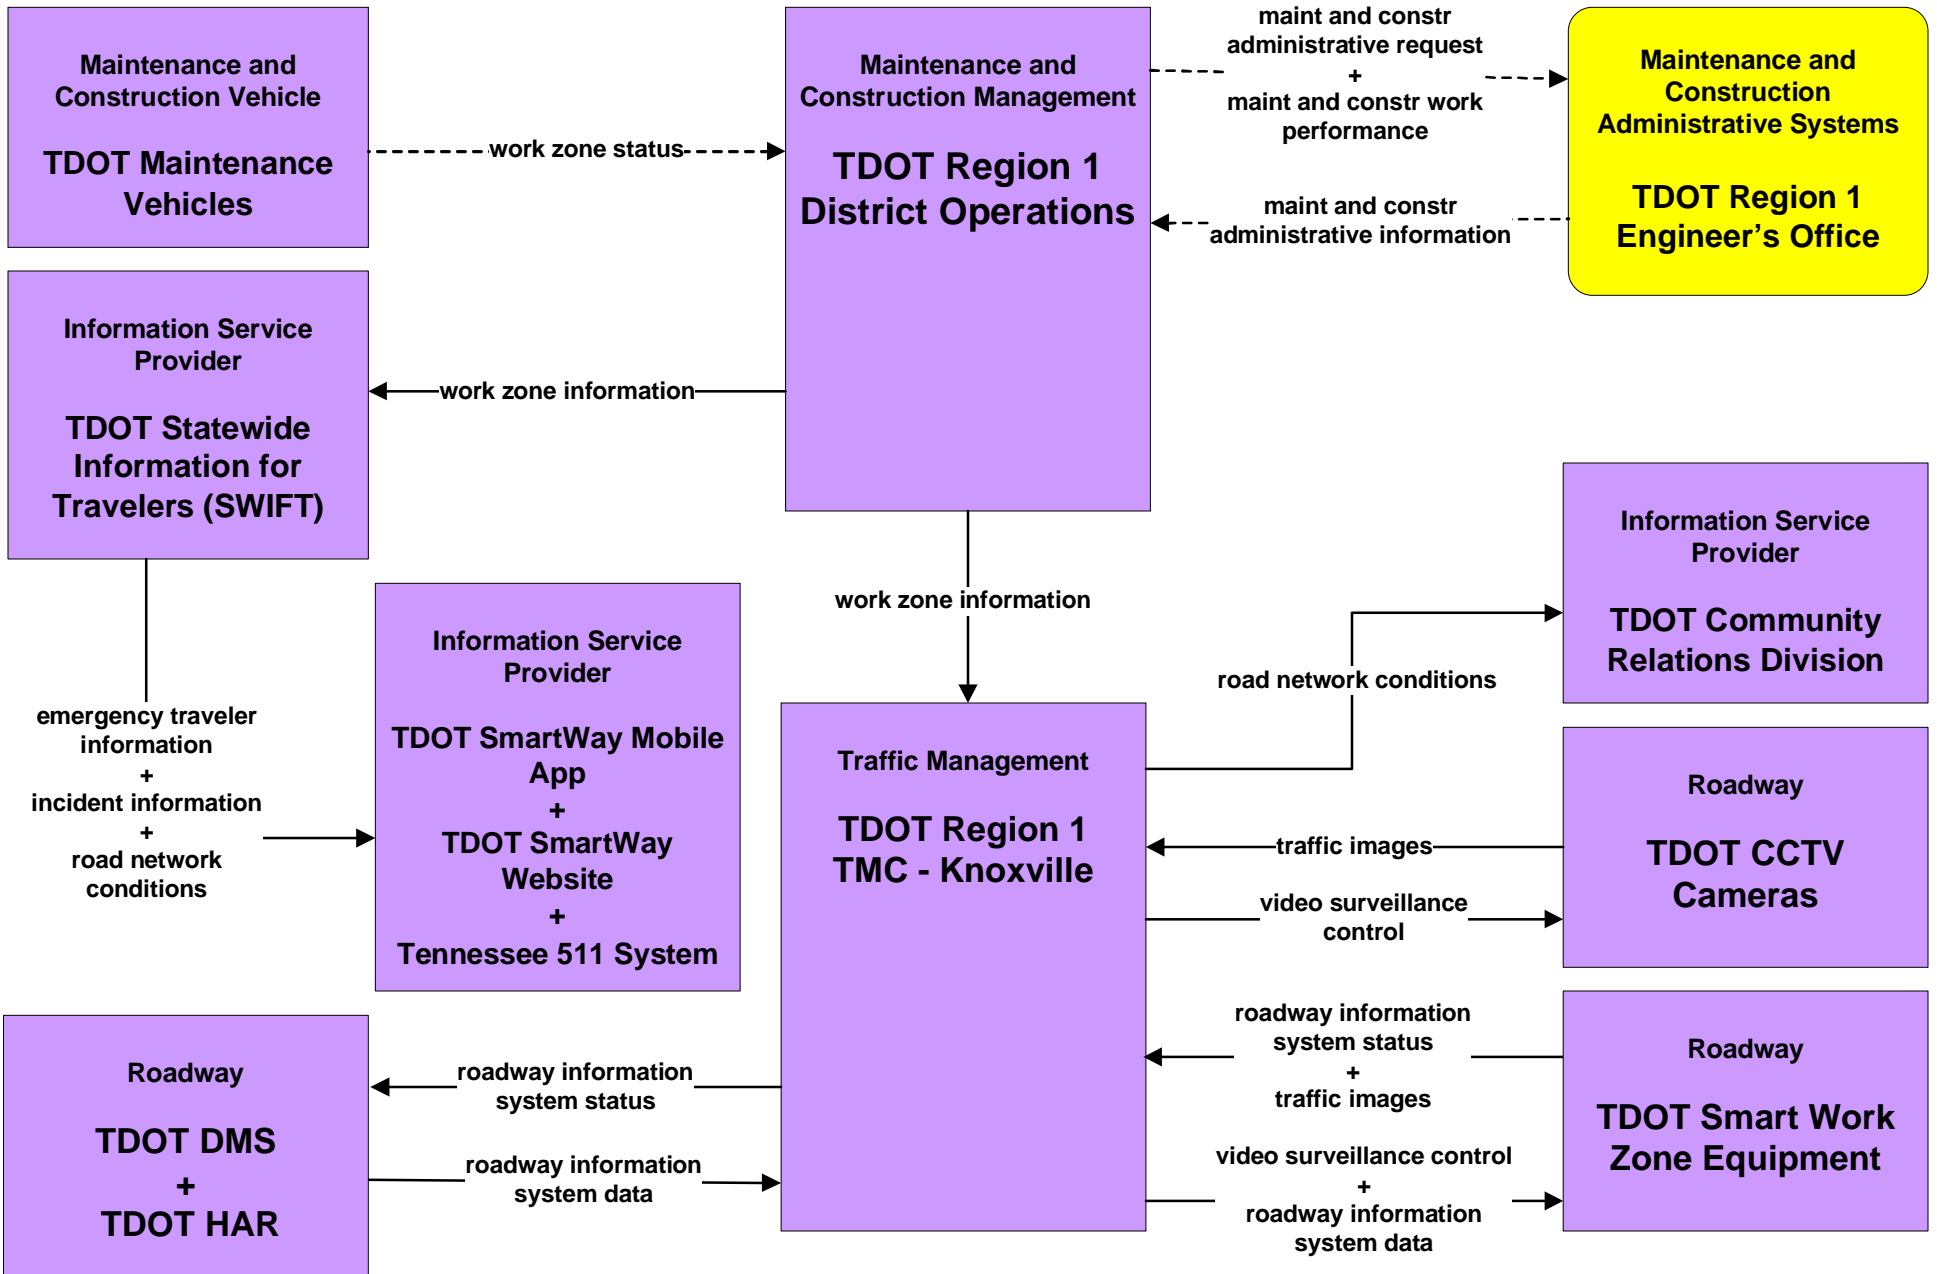 Maintenance and
Construction Vehicle
TDOT Maintenance
Vehicles
work zone status
Maintenance and
Construction Management
TDOT Region 1
District Operations
maint and constr
administrative request
+
maint and constr work
performance
maint and constr
administrative information
Maintenance and
Construction
Administrative Systems
TDOT Region 1
Engineer’s Office
Information Service
Provider
TDOT Statewide
Information for
Travelers (SWIFT)
work zone information
work zone information
emergency traveler
information
+
incident information
+
road network
conditions
Information Service
Provider
TDOT SmartWay Mobile
App
+
TDOT SmartWay
Website
+
Tennessee 511 System
Traffic Management
TDOT Region 1
TMC - Knoxville
road network conditions
Information Service
Provider
TDOT Community
Relations Division
traffic images
video surveillance
control
Roadway
TDOT CCTV
Cameras
Roadway
TDOT DMS
+
TDOT HAR
roadway information
system status
roadway information
system data
roadway information
system status
+
traffic images
video surveillance control
+
roadway information
system data
Roadway
TDOT Smart Work
Zone Equipment